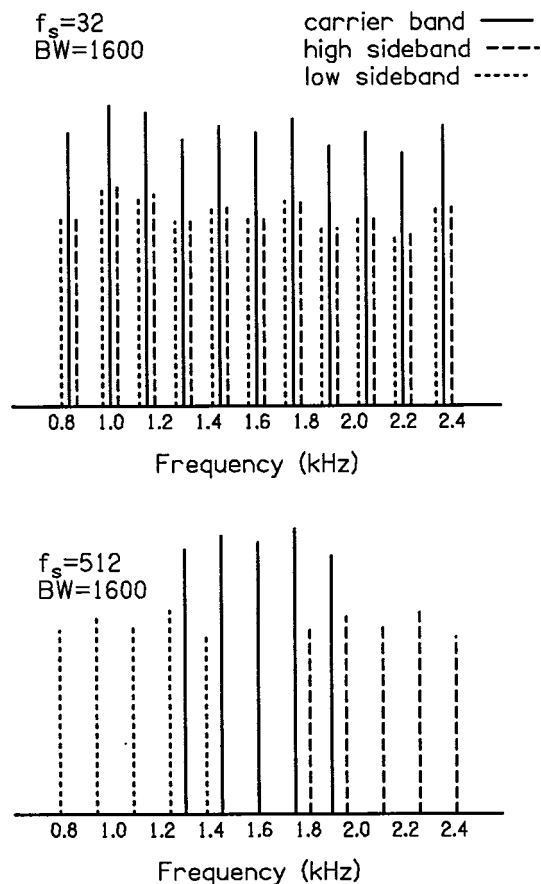 f_s=32
BW=1600
carrier band
high sideband
low sideband
0.8 1.0 1.2 1.4 1.6 1.8 2.0 2.2 2.4
Frequency (kHz)
f_s=512
BW=1600
0.8 1.0 1.2 1.4 1.6 1.8 2.0 2.2 2.4
Frequency (kHz)